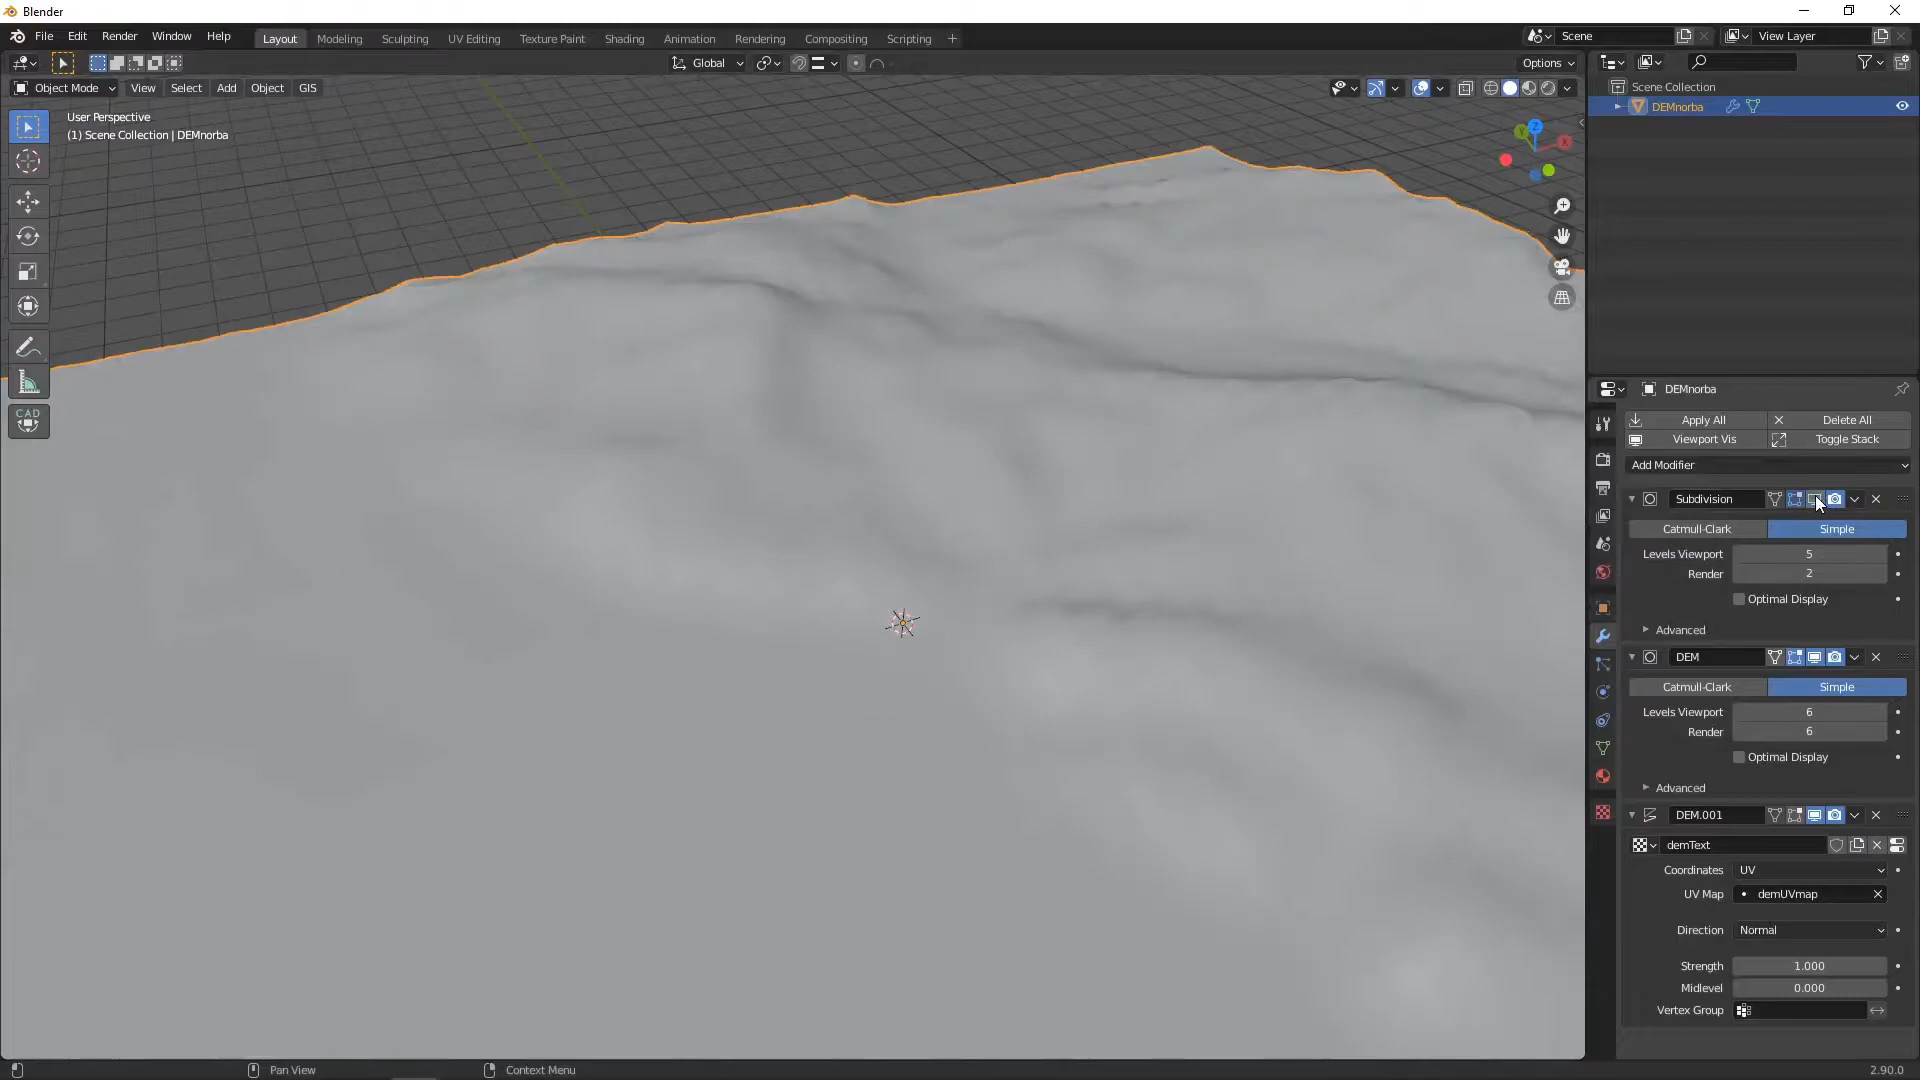 Blender
File Edit Render Window Help Layout Modeling Sculpting UV Editing Texture Paint Shading Animation Rendering Compositing Scripting + Scene View Layer
Global Options
Object Mode View Select Add Object GIS
User Perspective
(1) Scene Collection | DEMnorba
CAD
Z
Y
X
Scene Collection
DEMnorba
DEMnorba
Apply All Delete All
Viewport Vis Toggle Stack
Add Modifier
Subdivision
Catmull-Clark Simple
Levels Viewport 5
Render 2
Optimal Display
Advanced
DEM
Catmull-Clark Simple
Levels Viewport 6
Render 6
Optimal Display
Advanced
DEM.001
demText
Coordinates UV
UV Map demUVmap
Direction Normal
Strength 1.000
Midlevel 0.000
Vertex Group
Pan View Context Menu 2.90.0